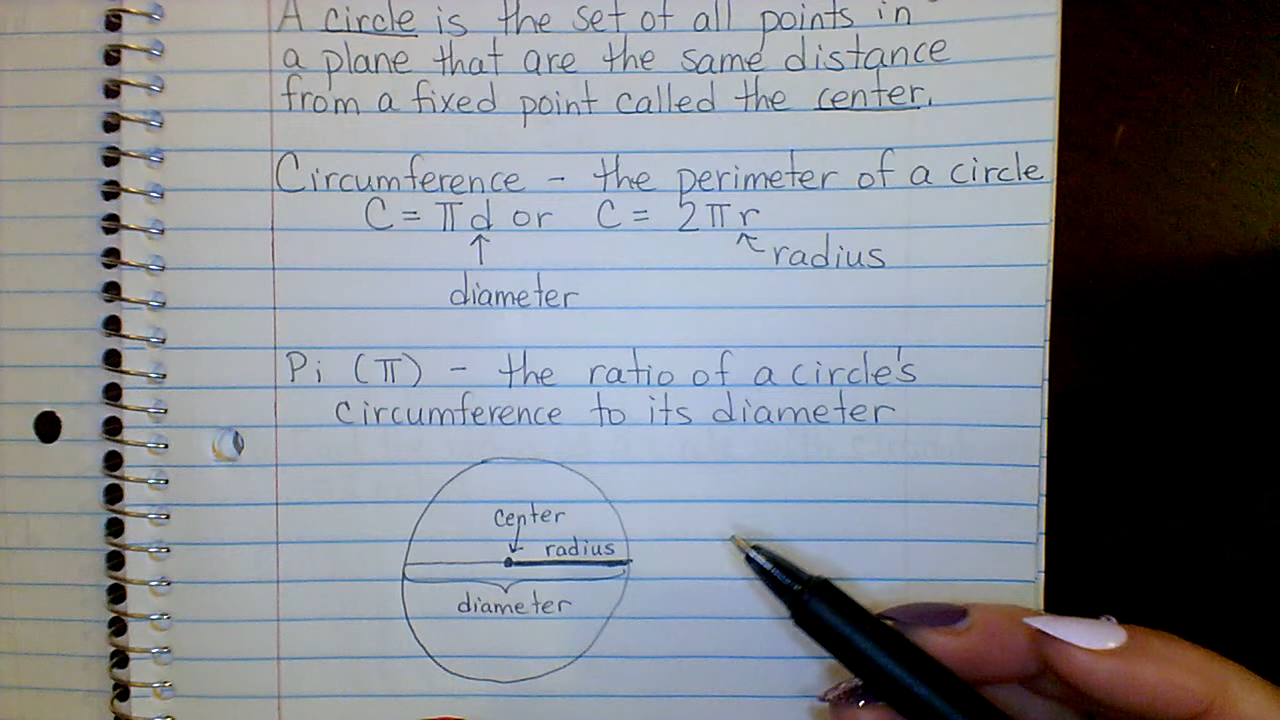 A circle is the set of all points in
a plane that are the same distance
from a fixed point called the center.
Circumference - the perimeter of a circle
C = πd or C = 2πr
radius
diameter
Pi (π) - the ratio of a circle's
circumference to its diameter
center
radius
diameter